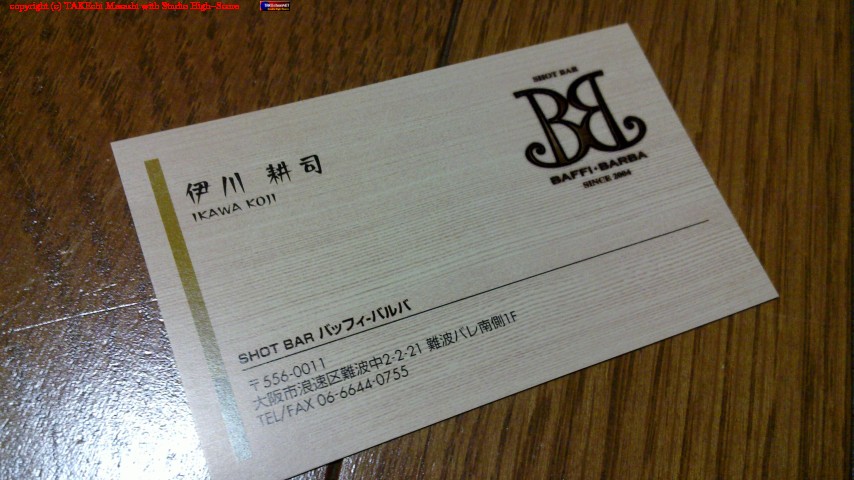 copyright (c) TAKEchi Masashi with Studio High-Some
SHOT BAR
BB
BAFFI・BARBA
SINCE 2004
伊川 耕司
IKAWA KOJI
SHOT BAR バッフィ-バルバ
〒556-0011
大阪市浪速区難波中2-2-21 難波パレ南側1F
TEL/FAX 06-6644-0755